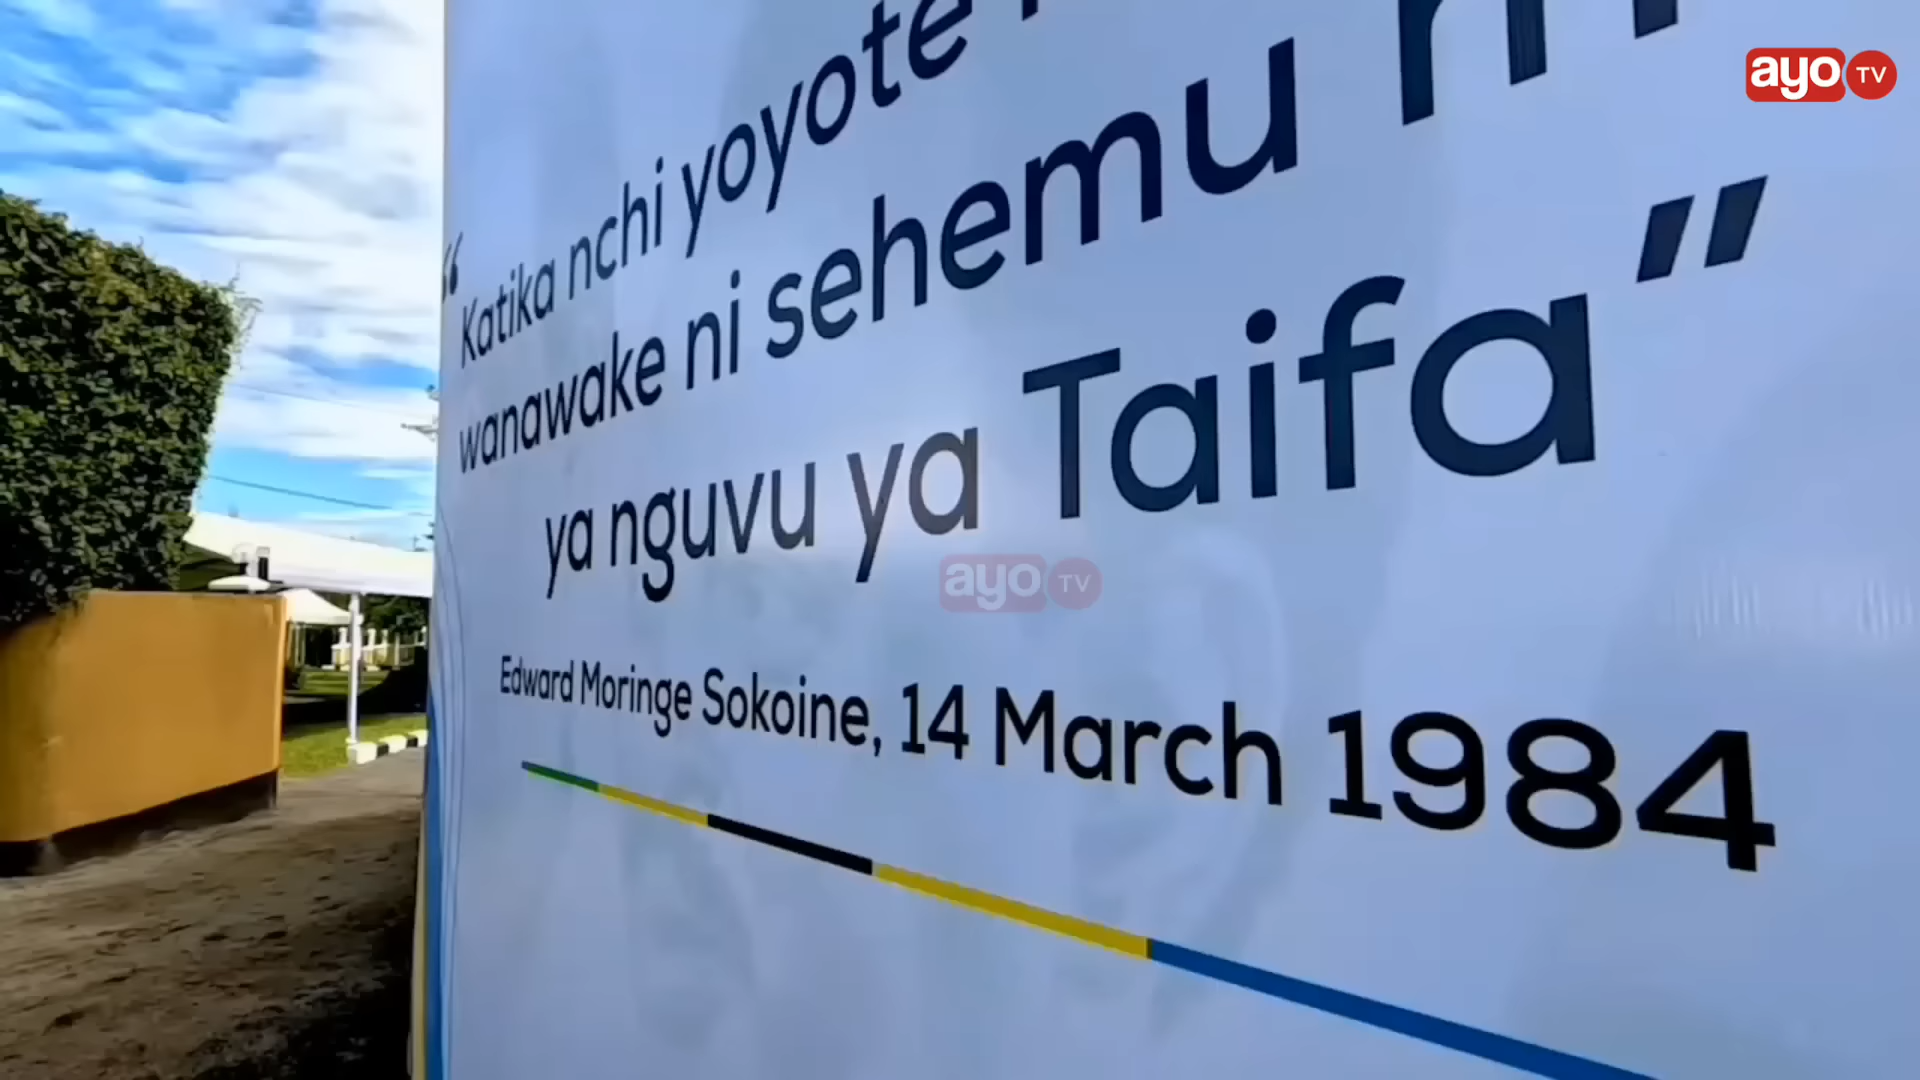 ayo TV
“Katika nchi yoyote
wanawake ni sehemu
ya nguvu ya Taifa”
ayo TV
Edward Moringe Sokoine, 14 March 1984